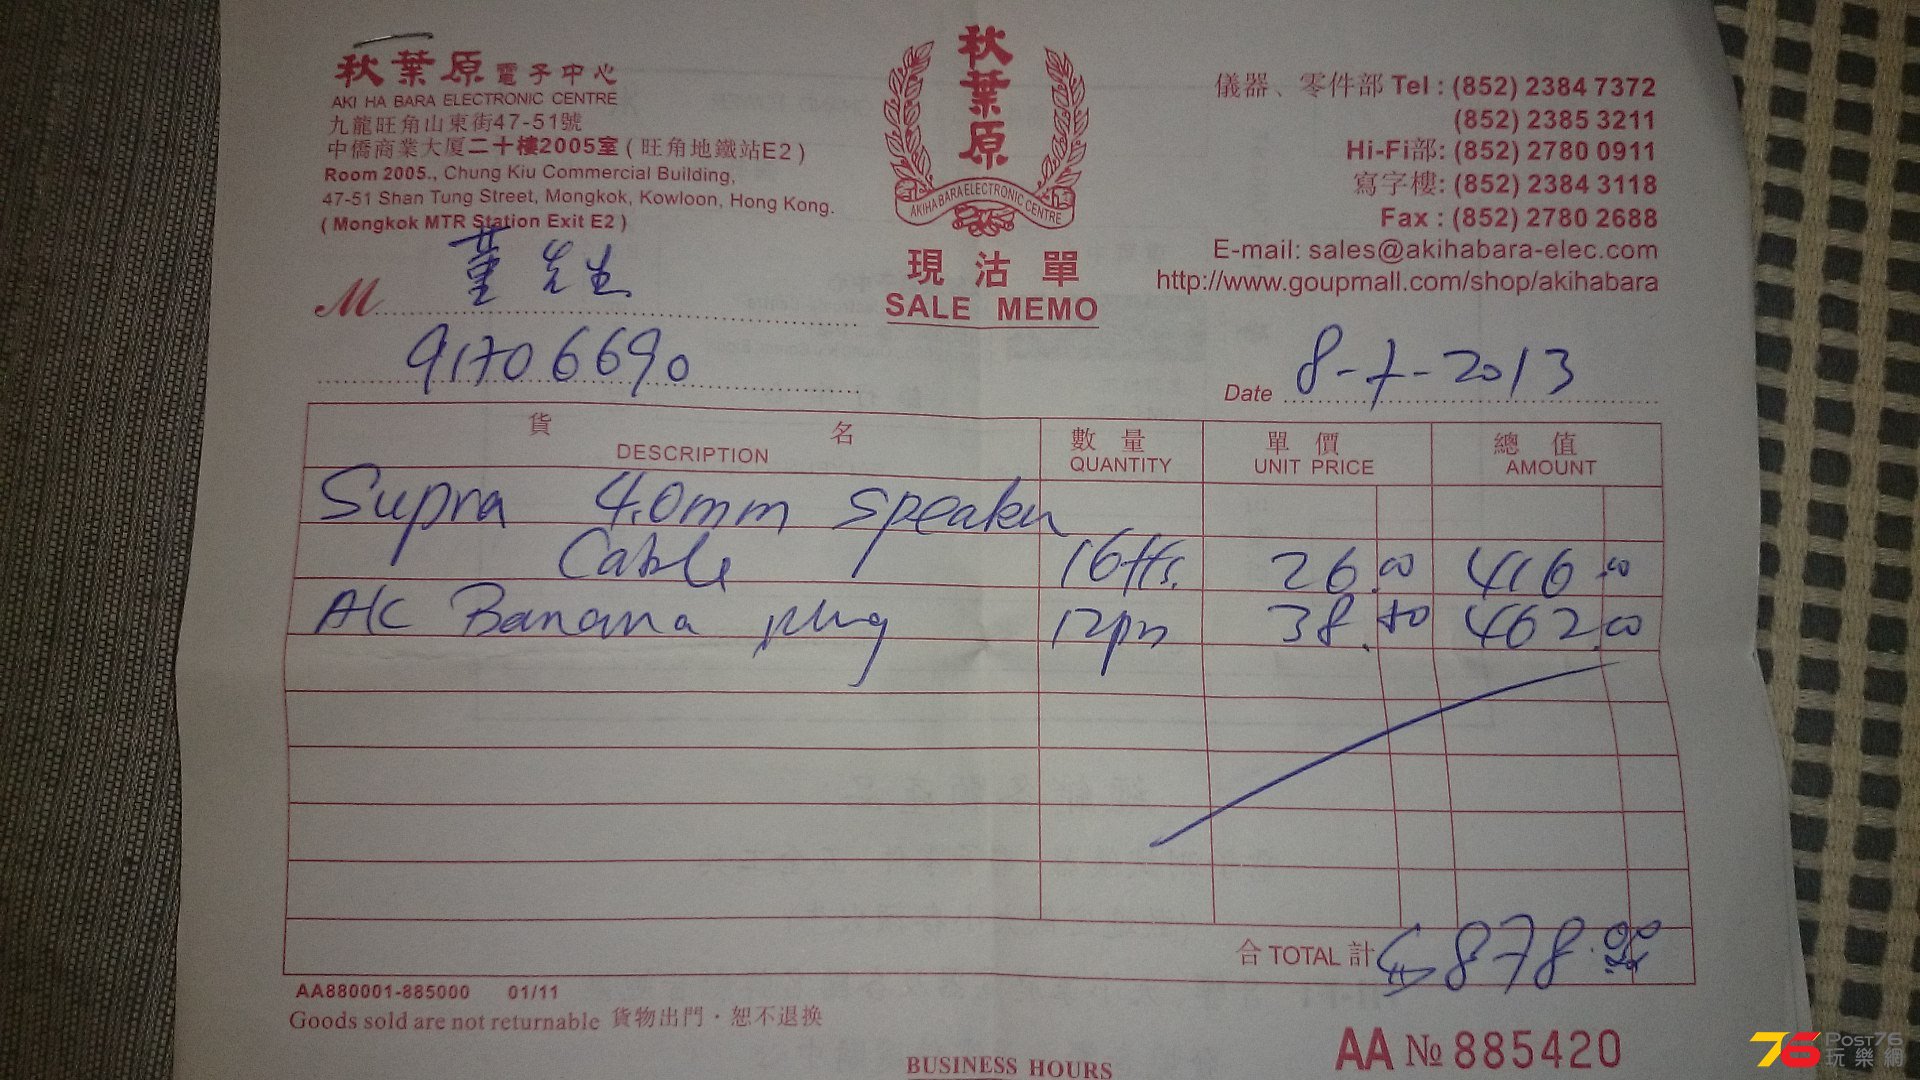 秋葉原電子中心
AKI HA BARA ELECTRONIC CENTRE
九龍旺角山東街47-51號
中僑商業大厦二十樓2005室 ( 旺角地鐵站E2 )
Room 2005., Chung Kiu Commercial Building,
47-51 Shan Tung Street, Mongkok, Kowloon, Hong Kong.
( Mongkok MTR Station Exit E2 )
秋葉原
AKIHABARA ELECTRONIC CENTRE
現沽單
SALE MEMO
儀器、零件部 Tel : (852) 2384 7372
(852) 2385 3211
Hi-Fi部: (852) 2780 0911
寫字樓: (852) 2384 3118
Fax : (852) 2780 2688
E-mail: sales@akihabara-elec.com
http://www.goupmall.com/shop/akihabara
M 董先生
91706690
Date 8-7-2013
貨名 數量 單價 總值
DESCRIPTION QUANTITY UNIT PRICE AMOUNT
Supra 4.0mm speaker
Cable 16ffs. 26.00 416.00
Banana plug 38. 462.00
合 TOTAL 計 878.00
AA880001-885000 01/11
Goods sold are not returnable 貨物出門·恕不退換
AA № 885420
BUSINESS HOURS
76 POST76
玩樂網